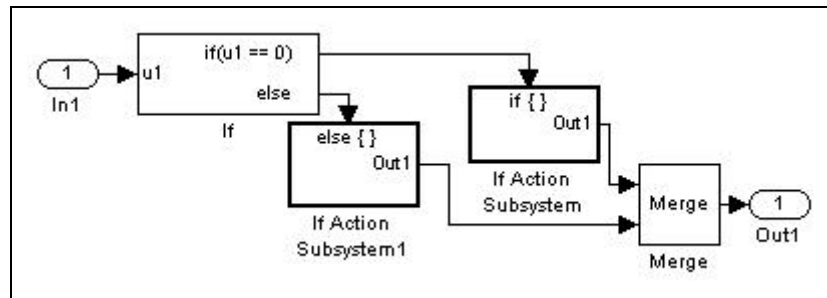 1
In1
u1
if(u1 == 0)
else
If
else { }
Out1
If Action
Subsystem1
if { }
Out1
If Action
Subsystem
Merge
Merge
1
Out1